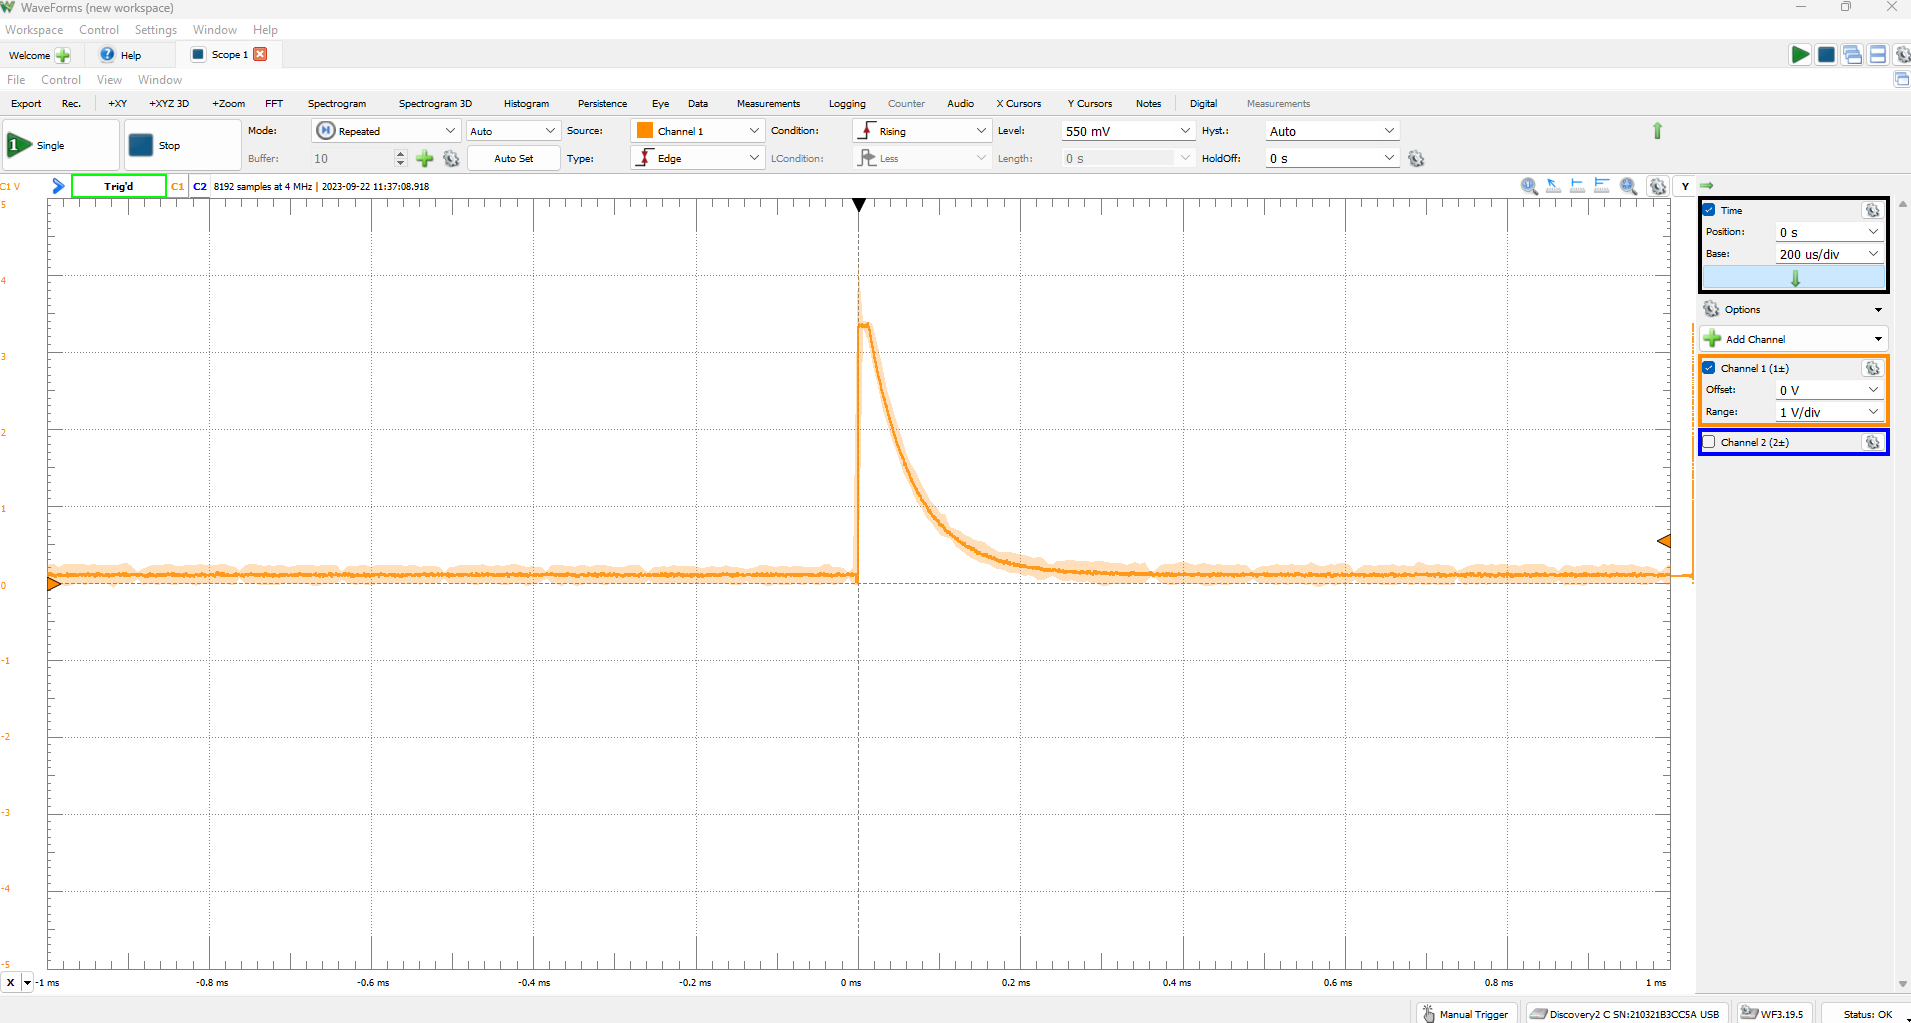 WaveForms (new workspace)
Workspace Control Settings Window Help
Welcome Help Scope 1
File Control View Window
Export Rec. +XY +XYZ 3D +Zoom FFT Spectrogram Spectrogram 3D Histogram Persistence Eye Data Measurements Logging Counter Audio X Cursors Y Cursors Notes Digital Measurements
1 Single Stop Mode: Repeated Auto Source: Channel 1 Condition: Rising Level: 550 mV Hyst.: Auto
Buffer: 10 Auto Set Type: Edge LCondition: Less Length: 0 s HoldOff: 0 s
C1 V Trig'd C1 C2 8192 samples at 4 MHz | 2023-09-22 11:37:08.918 Y
5
4
3
2
1
0
-1
-2
-3
-4
-5
X -1 ms -0.8 ms -0.6 ms -0.4 ms -0.2 ms 0 ms 0.2 ms 0.4 ms 0.6 ms 0.8 ms 1 ms
Time
Position: 0 s
Base: 200 us/div
Options
Add Channel
Channel 1 (1±)
Offset: 0 V
Range: 1 V/div
Channel 2 (2±)
Manual Trigger Discovery2 C SN:210321B3CC5A USB WF3.19.5 Status: OK